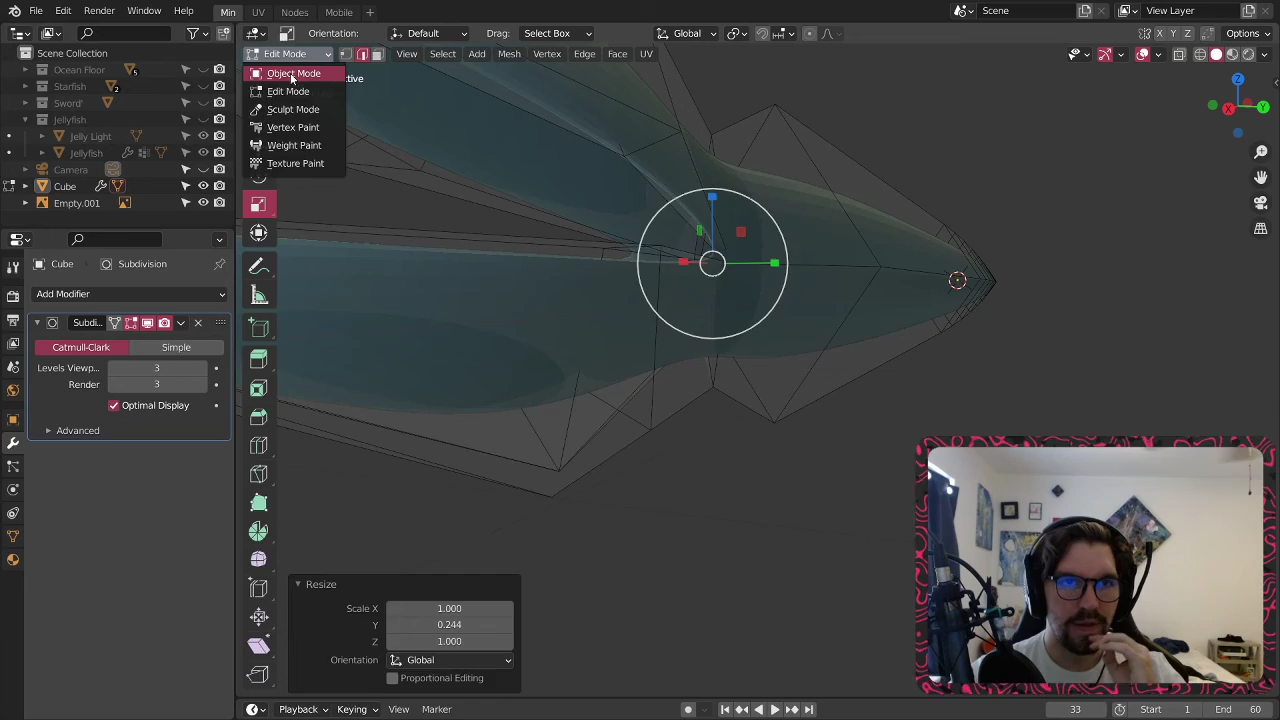 File Edit Render Window Help Min UV Nodes Mobile + Scene View Layer
Orientation: Default Drag: Select Box Global X Y Z Options
Edit Mode View Select Add Mesh Vertex Edge Face UV
Scene Collection
Ocean Floor 5
Starfish 2
Sword'
Jellyfish
Jelly Light
Jellyfish
Camera
Cube
Empty.001
Object Mode
Edit Mode
Sculpt Mode
Vertex Paint
Weight Paint
Texture Paint
tive
Z
X Y
Cube > Subdivision
Add Modifier
Subdi...
Catmull-Clark Simple
Levels Viewp... 3
Render 3
Optimal Display
Advanced
Resize
Scale X 1.000
Y 0.244
Z 1.000
Orientation Global
Proportional Editing
Playback Keying View Marker 33 Start 1 End 60